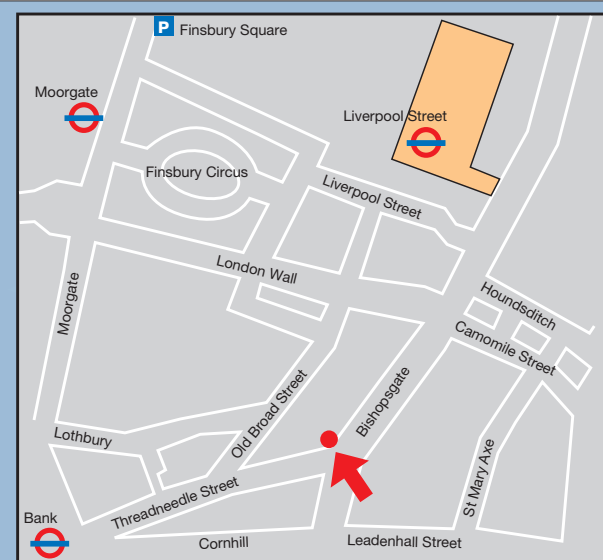 P Finsbury Square
Moorgate
Liverpool Street
Finsbury Circus
Liverpool Street
London Wall
Houndsditch
Moorgate
Camomile Street
Bishopsgate
Old Broad Street
Lothbury
St Mary Axe
Threadneedle Street
Bank
Cornhill
Leadenhall Street